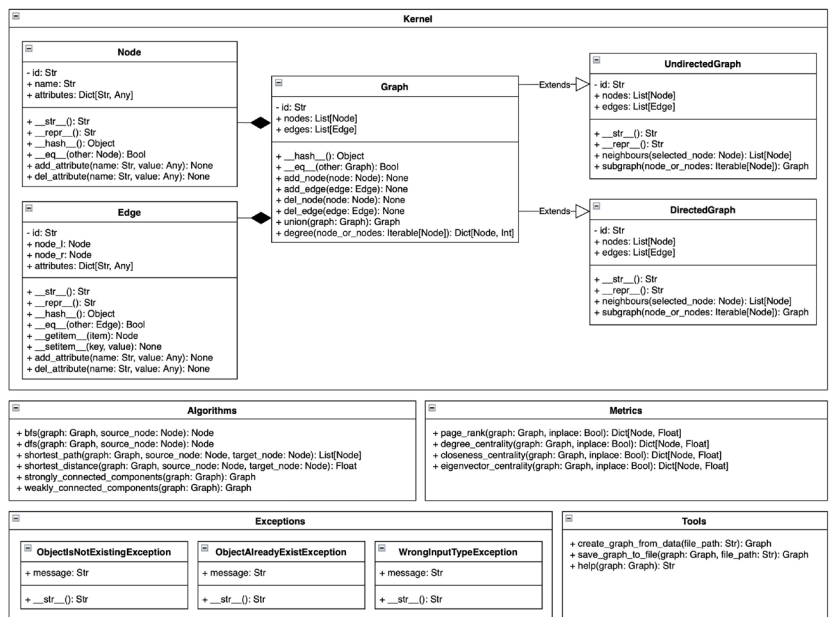 Kernel
Node
- id: Str
+ name: Str
+ attributes: Dict[Str, Any]
+ __str__(): Str
+ __repr__(): Str
+ __hash__(): Object
+ __eq__(other: Node): Bool
+ add_attribute(name: Str, value: Any): None
+ del_attribute(name: Str, value: Any): None
Edge
- id: Str
+ node_l: Node
+ node_r: Node
+ attributes: Dict[Str, Any]
+ __str__(): Str
+ __repr__(): Str
+ __hash__(): Object
+ __eq__(other: Edge): Bool
+ __getitem__(item): Node
+ __setitem__(key, value): None
+ add_attribute(name: Str, value: Any): None
+ del_attribute(name: Str, value: Any): None
Graph
- id: Str
+ nodes: List[Node]
+ edges: List[Edge]
+ __hash__(): Object
+ __eq__(other: Graph): Bool
+ add_node(node: Node): None
+ add_edge(edge: Edge): None
+ del_node(node: Node): None
+ del_edge(edge: Edge): None
+ union(graph: Graph): Graph
+ degree(node_or_nodes: Iterable[Node]): Dict[Node, Int]
Extends
Extends
UndirectedGraph
- id: Str
+ nodes: List[Node]
+ edges: List[Edge]
+ __str__(): Str
+ __repr__(): Str
+ neighbours(selected_node: Node): List[Node]
+ subgraph(node_or_nodes: Iterable[Node]): Graph
DirectedGraph
- id: Str
+ nodes: List[Node]
+ edges: List[Edge]
+ __str__(): Str
+ __repr__(): Str
+ neighbours(selected_node: Node): List[Node]
+ subgraph(node_or_nodes: Iterable[Node]): Graph
Algorithms
+ bfs(graph: Graph, source_node: Node): Node
+ dfs(graph: Graph, source_node: Node): Node
+ shortest_path(graph: Graph, source_node: Node, target_node: Node): List[Node]
+ shortest_distance(graph: Graph, source_node: Node, target_node: Node): Float
+ strongly_connected_components(graph: Graph): Graph
+ weakly_connected_components(graph: Graph): Graph
Metrics
+ page_rank(graph: Graph, inplace: Bool): Dict[Node, Float]
+ degree_centrality(graph: Graph, inplace: Bool): Dict[Node, Float]
+ closeness_centrality(graph: Graph, inplace: Bool): Dict[Node, Float]
+ eigenvector_centrality(graph: Graph, inplace: Bool): Dict[Node, Float]
Exceptions
ObjectIsNotExistingException
+ message: Str
+ __str__(): Str
ObjectAlreadyExistException
+ message: Str
+ __str__(): Str
WrongInputTypeException
+ message: Str
+ __str__(): Str
Tools
+ create_graph_from_data(file_path: Str): Graph
+ save_graph_to_file(graph: Graph, file_path: Str): Graph
+ help(graph: Graph): Str